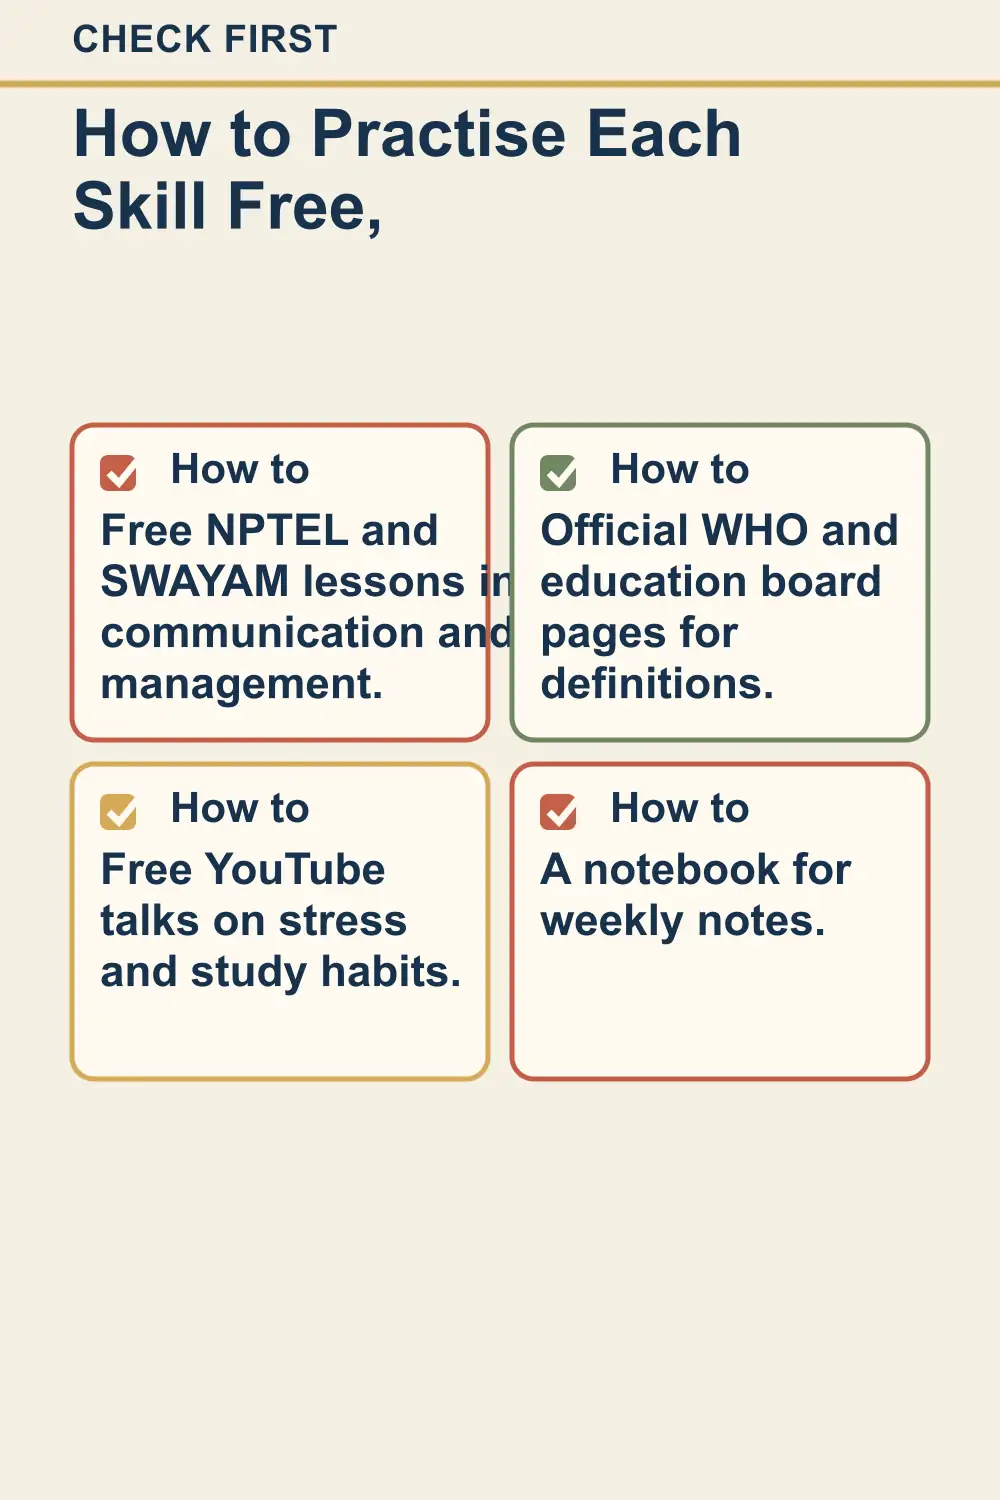 CHECK FIRST
How to Practise Each
Skill Free,
How to
Free NPTEL and
SWAYAM lessons in
communication and
management.
How to
Official WHO and
education board
pages for
definitions.
How to
Free YouTube
talks on stress
and study habits.
How to
A notebook for
weekly notes.